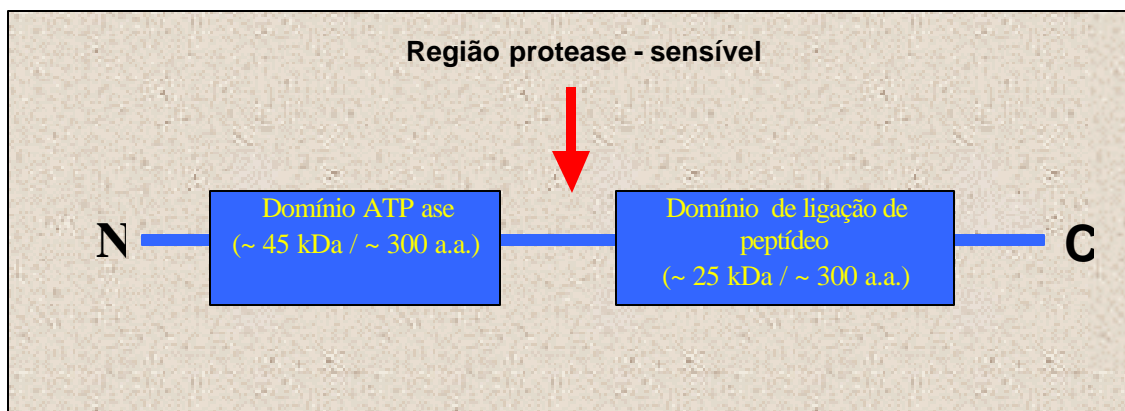 Região protease - sensível
N
Domínio ATP ase
(~ 45 kDa / ~ 300 a.a.)
Domínio de ligação de
peptídeo
(~ 25 kDa / ~ 300 a.a.)
C